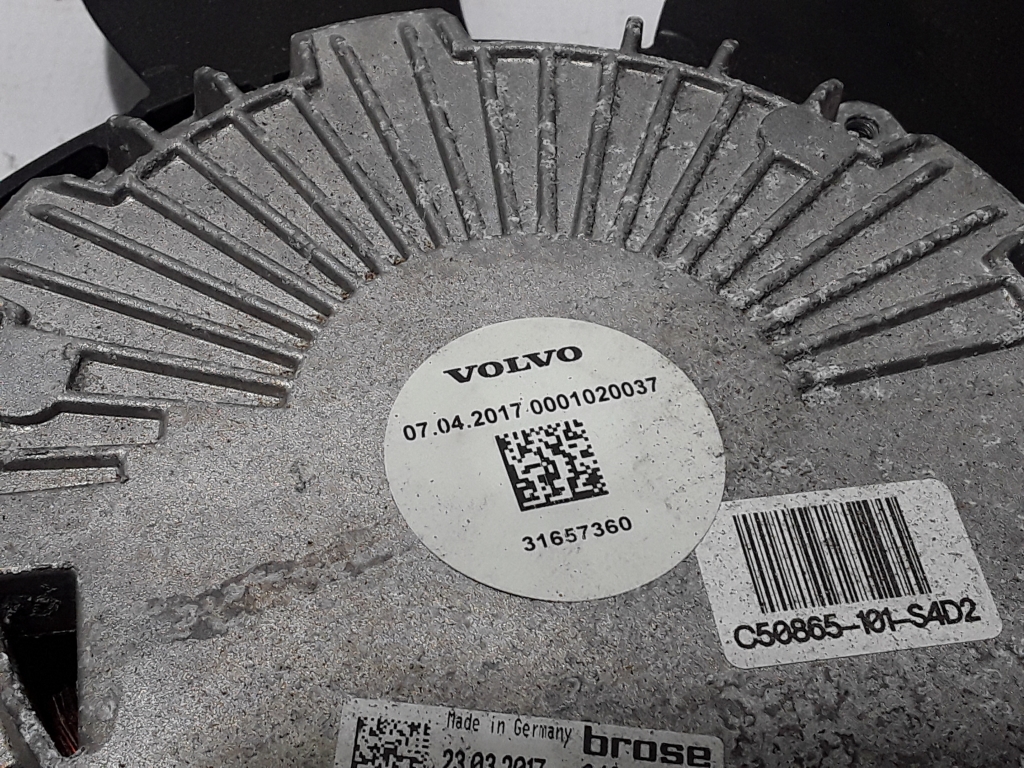 VOLVO
07.04.2017 0001020037
31657360
C50865-101-S4D2
Made in Germany
brose
23.03.2017